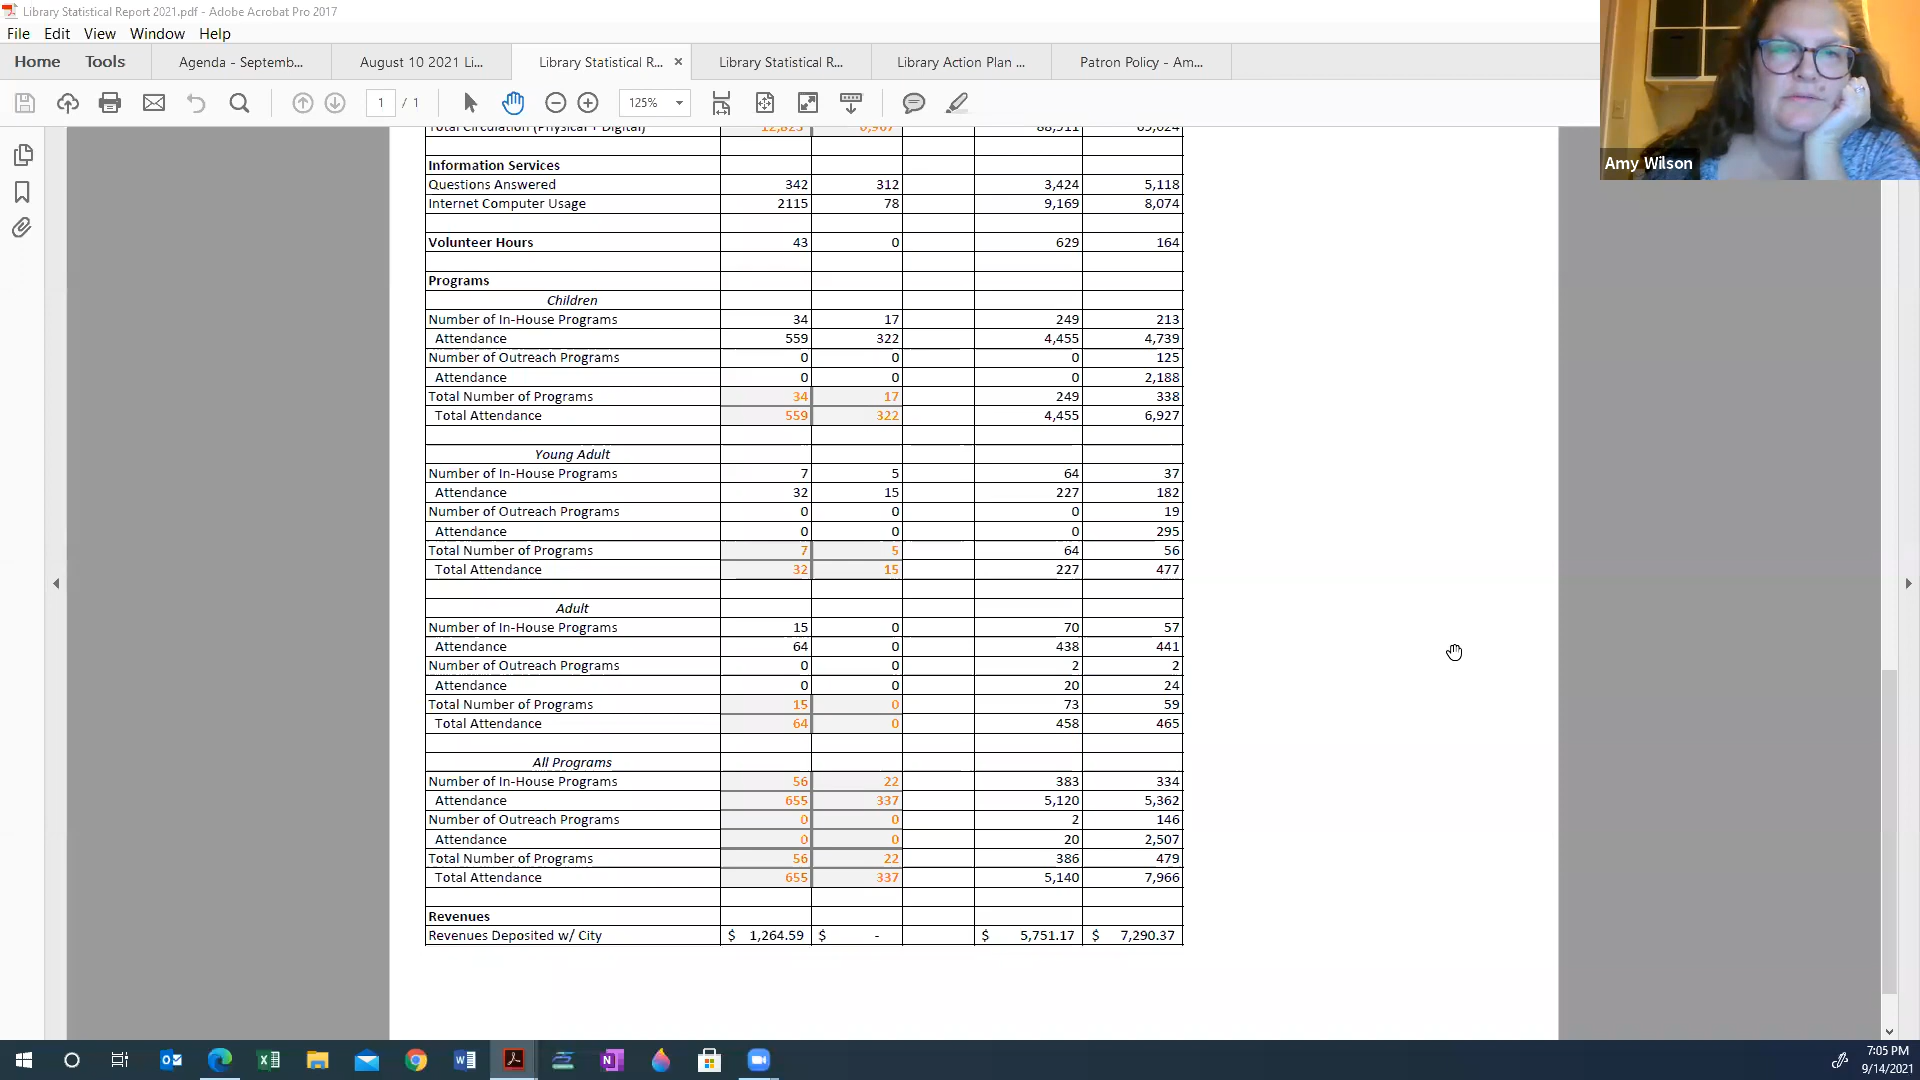 Library Statistical Report 2021.pdf - Adobe Acrobat Pro 2017
File Edit View Window Help
Home Tools Agenda - Septemb... August 10 2021 Li... Library Statistical R... × Library Statistical R... Library Action Plan ... Patron Policy - Am...
1 / 1 125%
Amy Wilson
Total Circulation (Physical + Digital) 12,823 6,967 88,511 65,624
Information Services
Questions Answered 342 312 3,424 5,118
Internet Computer Usage 2115 78 9,169 8,074
Volunteer Hours 43 0 629 164
Programs
Children
Number of In-House Programs 34 17 249 213
Attendance 559 322 4,455 4,739
Number of Outreach Programs 0 0 0 125
Attendance 0 0 0 2,188
Total Number of Programs 34 17 249 338
Total Attendance 559 322 4,455 6,927
Young Adult
Number of In-House Programs 7 5 64 37
Attendance 32 15 227 182
Number of Outreach Programs 0 0 0 19
Attendance 0 0 0 295
Total Number of Programs 7 5 64 56
Total Attendance 32 15 227 477
Adult
Number of In-House Programs 15 0 70 57
Attendance 64 0 438 441
Number of Outreach Programs 0 0 2 2
Attendance 0 0 20 24
Total Number of Programs 15 0 73 59
Total Attendance 64 0 458 465
All Programs
Number of In-House Programs 56 22 383 334
Attendance 655 337 5,120 5,362
Number of Outreach Programs 0 0 2 146
Attendance 0 0 20 2,507
Total Number of Programs 56 22 386 479
Total Attendance 655 337 5,140 7,966
Revenues
Revenues Deposited w/ City $ 1,264.59 $ - $ 5,751.17 $ 7,290.37
7:05 PM
9/14/2021